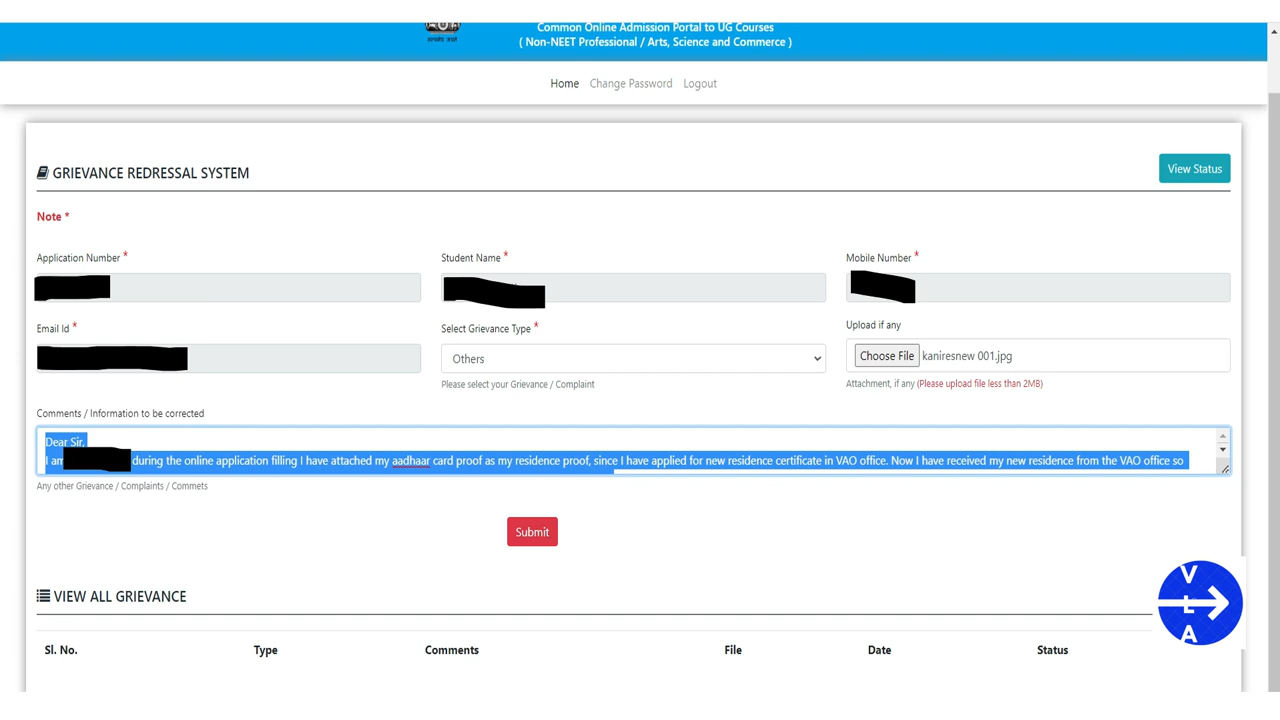 Common Online Admission Portal to UG Courses
( Non-NEET Professional / Arts, Science and Commerce )
Home Change Password Logout
GRIEVANCE REDRESSAL SYSTEM
View Status
Note *
Application Number *
Student Name *
Mobile Number *
Email Id *
Select Grievance Type *
Upload if any
Others
Choose File kaniresnew 001.jpg
Please select your Grievance / Complaint
Attachment, if any (Please upload file less than 2MB)
Comments / Information to be corrected
Dear Sir,
I am during the online application filling I have attached my aadhaar card proof as my residence proof, since I have applied for new residence certificate in VAO office. Now I have received my new residence from the VAO office so
Any other Grievance / Complaints / Commets
Submit
VIEW ALL GRIEVANCE
V
L
A
Sl. No. Type Comments File Date Status